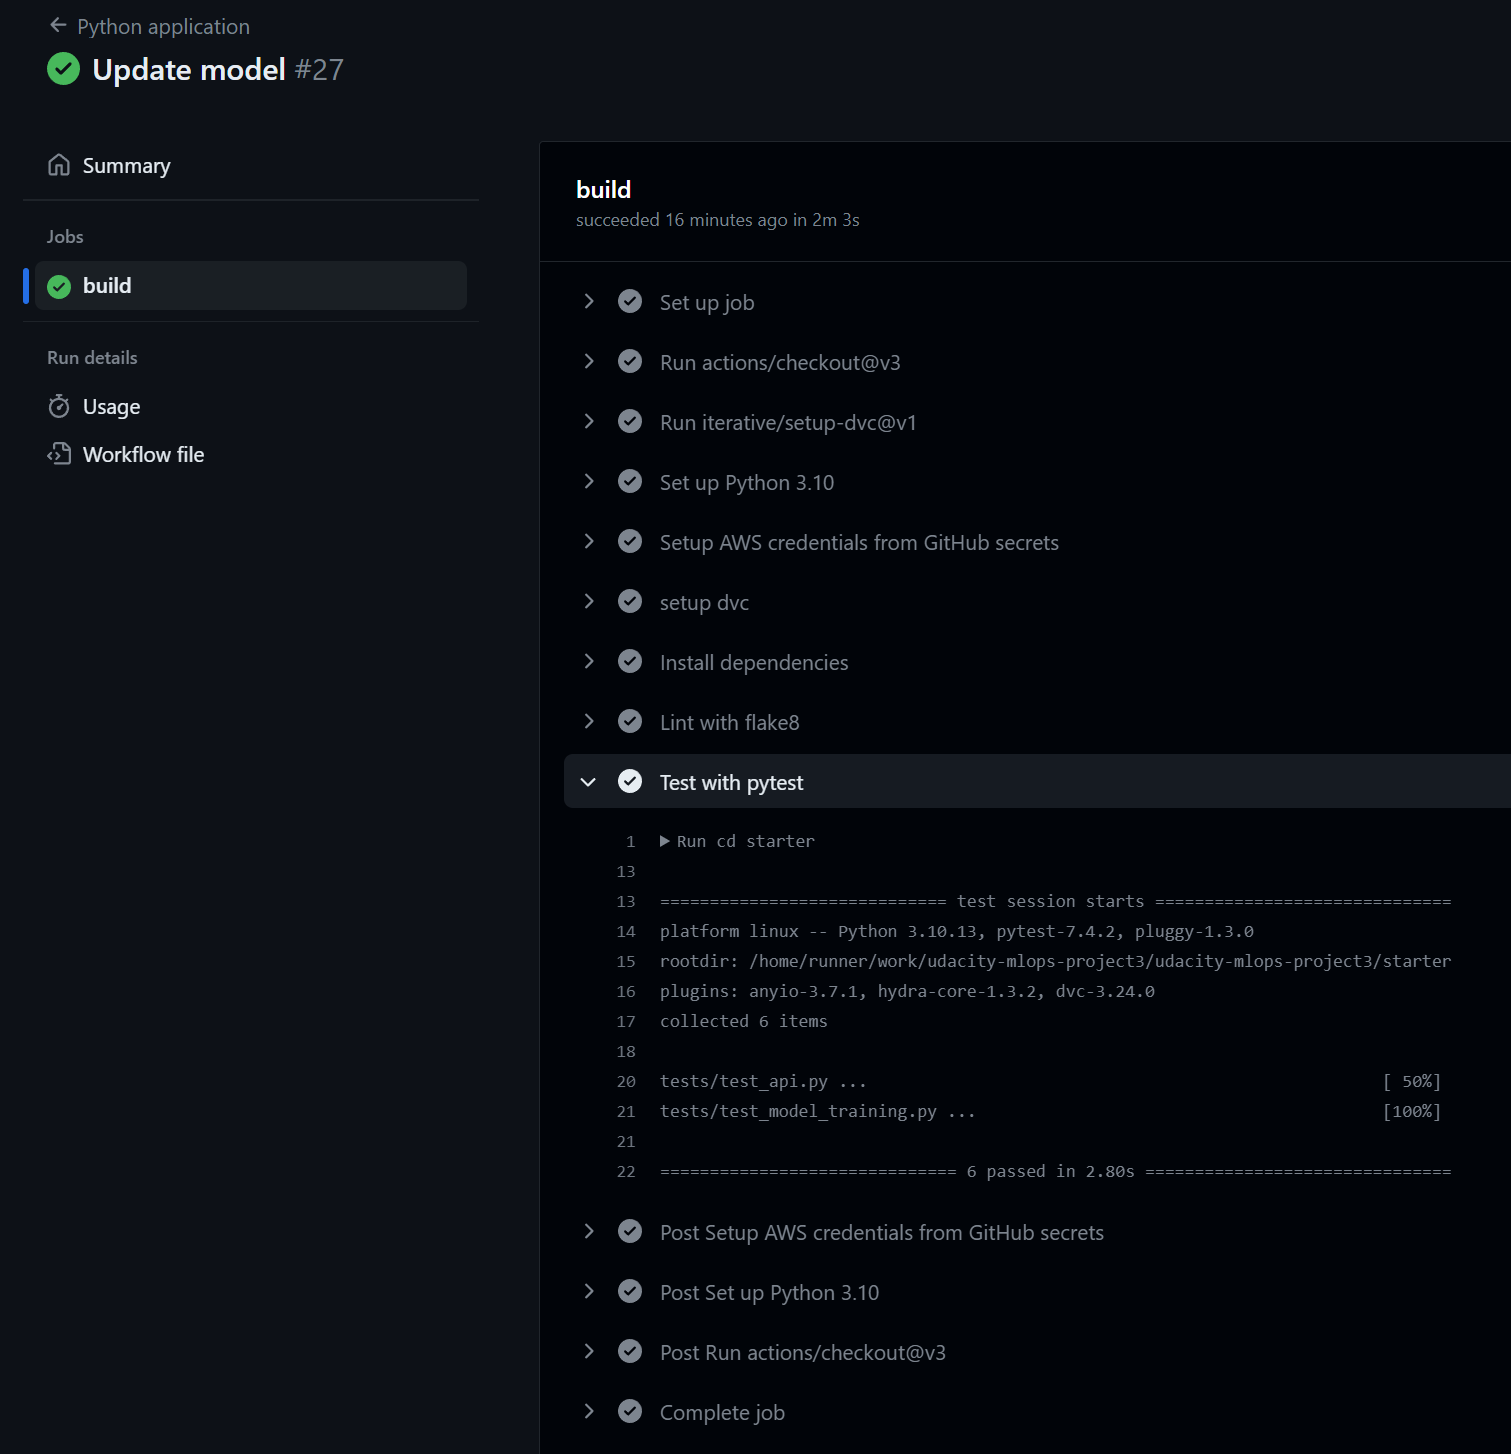 Python application
Update model #27
Summary
Jobs
build
Run details
Usage
Workflow file
build
succeeded 16 minutes ago in 2m 3s
Set up job
Run actions/checkout@v3
Run iterative/setup-dvc@v1
Set up Python 3.10
Setup AWS credentials from GitHub secrets
setup dvc
Install dependencies
Lint with flake8
Test with pytest
1 ▶ Run cd starter
13
13 ============================= test session starts ==============================
14 platform linux -- Python 3.10.13, pytest-7.4.2, pluggy-1.3.0
15 rootdir: /home/runner/work/udacity-mlops-project3/udacity-mlops-project3/starter
16 plugins: anyio-3.7.1, hydra-core-1.3.2, dvc-3.24.0
17 collected 6 items
18
20 tests/test_api.py ... [ 50%]
21 tests/test_model_training.py ... [100%]
21
22 ============================== 6 passed in 2.80s ===============================
Post Setup AWS credentials from GitHub secrets
Post Set up Python 3.10
Post Run actions/checkout@v3
Complete job